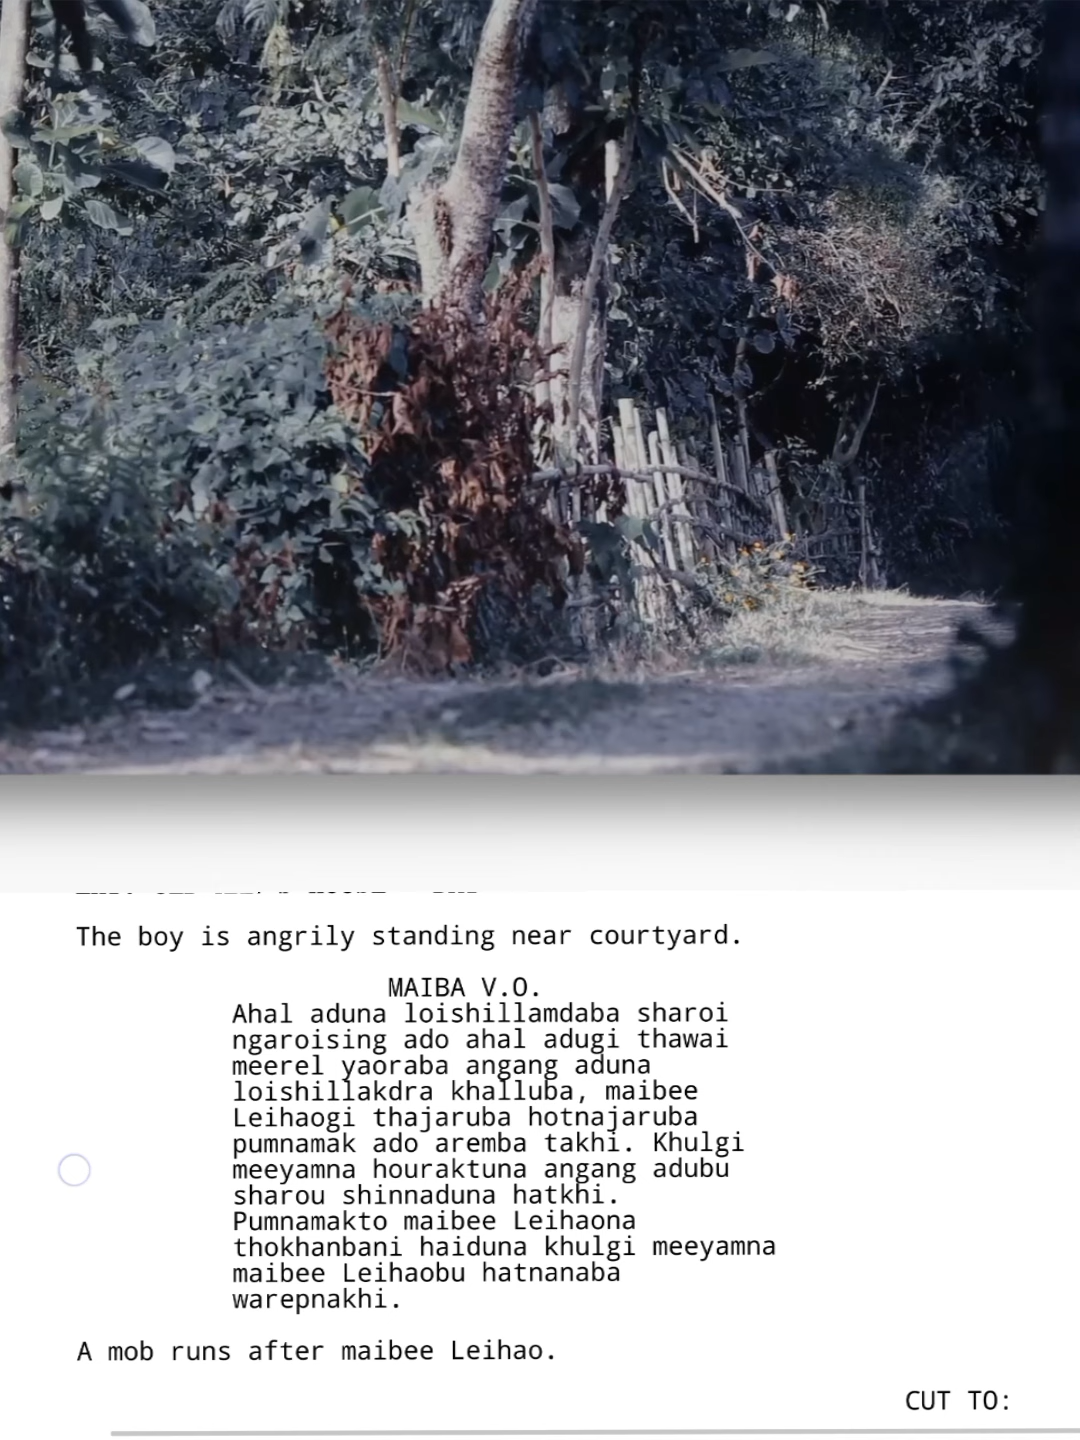 The boy is angrily standing near courtyard.
MAIBA V.O.
Ahal aduna loishillamdaba sharoi
ngaroising ado ahal adugi thawai
meerel yaoraba angang aduna
loishillakdra khalluba, maibee
Leihaogi thajaruba hotnajaruba
pumnamak ado aremba takhi. Khulgi
meeyamna houraktuna angang adubu
sharou shinnaduna hatkhi.
Pumnamakto maibee Leihaona
thokhanbani haiduna khulgi meeyamna
maibee Leihaobu hatnanaba
warepnakhi.
A mob runs after maibee Leihao.
CUT TO: